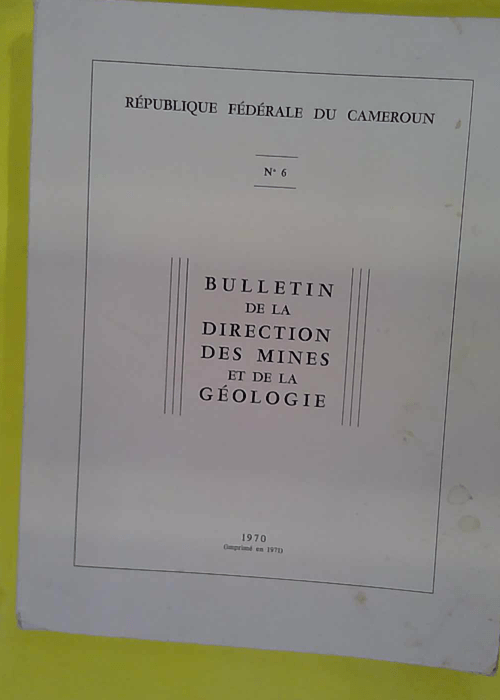 RÉPUBLIQUE FÉDÉRALE DU CAMEROUN
N° 6
BULLETIN
DE LA
DIRECTION
DES MINES
ET DE LA
GÉOLOGIE
1970
(Imprimé en 1971)